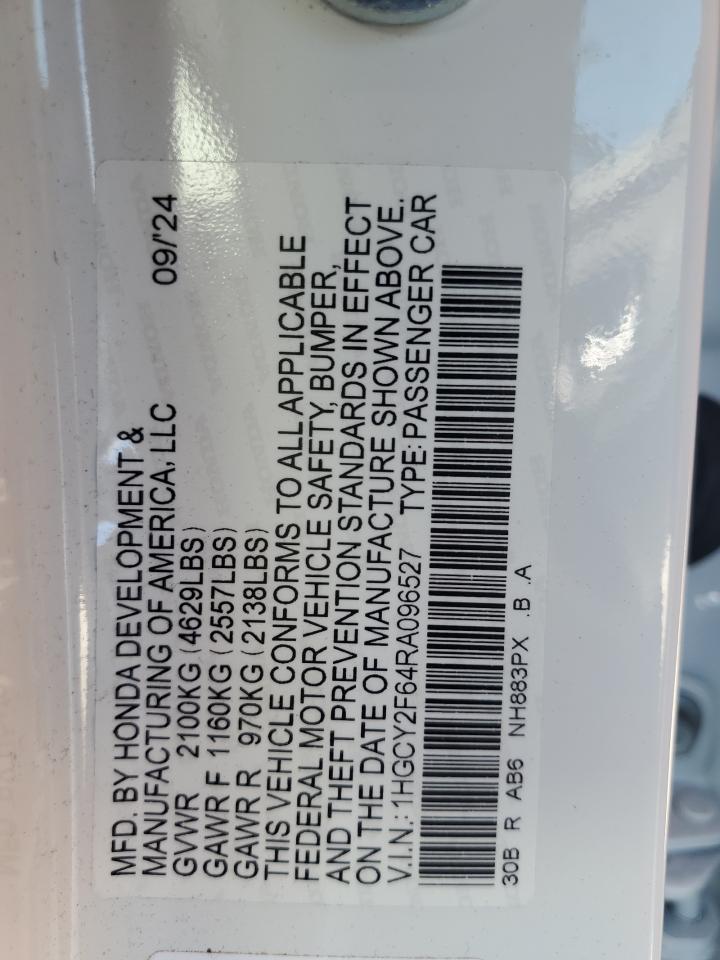 MFD. BY HONDA DEVELOPMENT &
MANUFACTURING OF AMERICA, LLC 09/'24
GVWR 2100KG (4629LBS)
GAWR F 1160KG (2557LBS)
GAWR R 970KG (2138LBS)
THIS VEHICLE CONFORMS TO ALL APPLICABLE
FEDERAL MOTOR VEHICLE SAFETY, BUMPER,
AND THEFT PREVENTION STANDARDS IN EFFECT
ON THE DATE OF MANUFACTURE SHOWN ABOVE.
V.I.N.: 1HGCY2F64RA096527 TYPE: PASSENGER CAR
30B R AB6 NH883PX .B .A